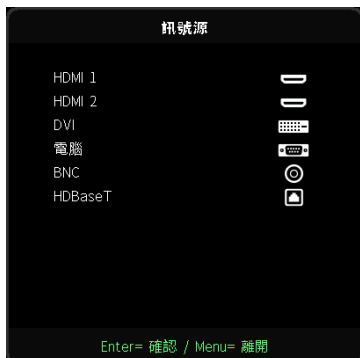 訊號源
HDMI 1
HDMI 2
DVI
電腦
BNC
HDBaseT
Enter= 確認 / Menu= 離開